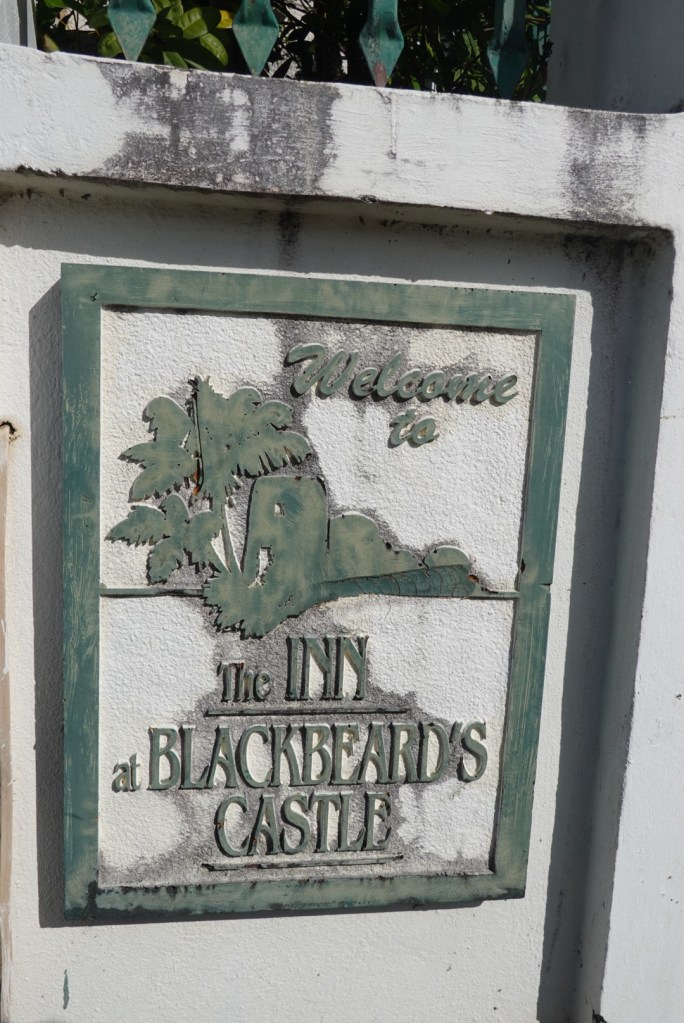 Welcome
to
The INN
at BLACKBEARD'S
CASTLE